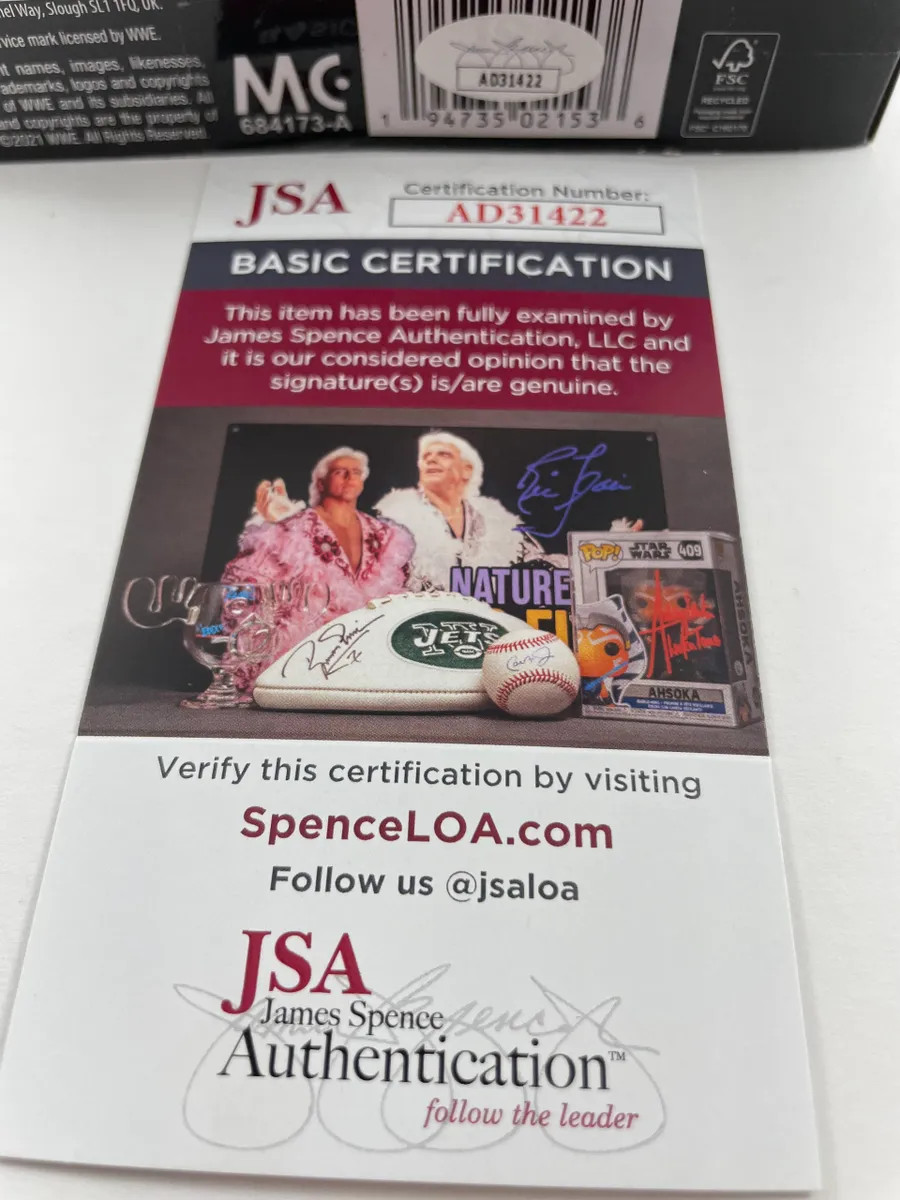 nel Way, Slough SL1 1FQ, UK.
vice mark licensed by WWE.
t names, images, likenesses,
ademarks, logos and copyrights
of WWE and its subsidiaries. All
and copyrights are the property of
©2021 WWE. All Rights Reserved.
MC
684173-A
AD31422
1 94735 02153 6
FSC
RECYCLED
JSA
Certification Number:
AD31422
BASIC CERTIFICATION
This item has been fully examined by
James Spence Authentication, LLC and
it is our considered opinion that the
signature(s) is/are genuine.
Ric Flair
NATURE
POP!
STAR WARS
409
JETS
AHSOKA
AHSOKA
Verify this certification by visiting
SpenceLOA.com
Follow us @jsaloa
JSA
James Spence
Authentication™
follow the leader